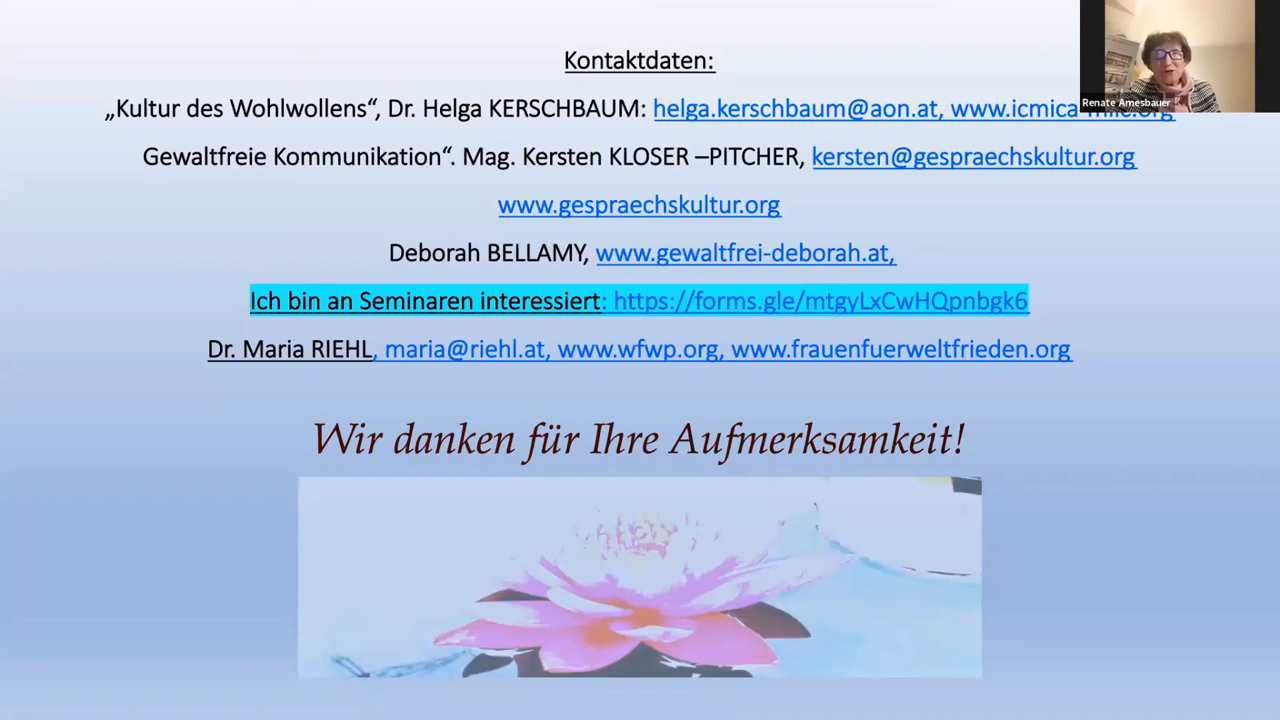 Kontaktdaten:
„Kultur des Wohlwollens“, Dr. Helga KERSCHBAUM: helga.kerschbaum@aon.at, www.icmica-miic.org
Renate Amesbauer
Gewaltfreie Kommunikation“. Mag. Kersten KLOSER –PITCHER, kersten@gespraechskultur.org
www.gespraechskultur.org
Deborah BELLAMY, www.gewaltfrei-deborah.at,
Ich bin an Seminaren interessiert: https://forms.gle/mtgyLxCwHQpnbgk6
Dr. Maria RIEHL, maria@riehl.at, www.wfwp.org, www.frauenfuerweltfrieden.org
Wir danken für Ihre Aufmerksamkeit!